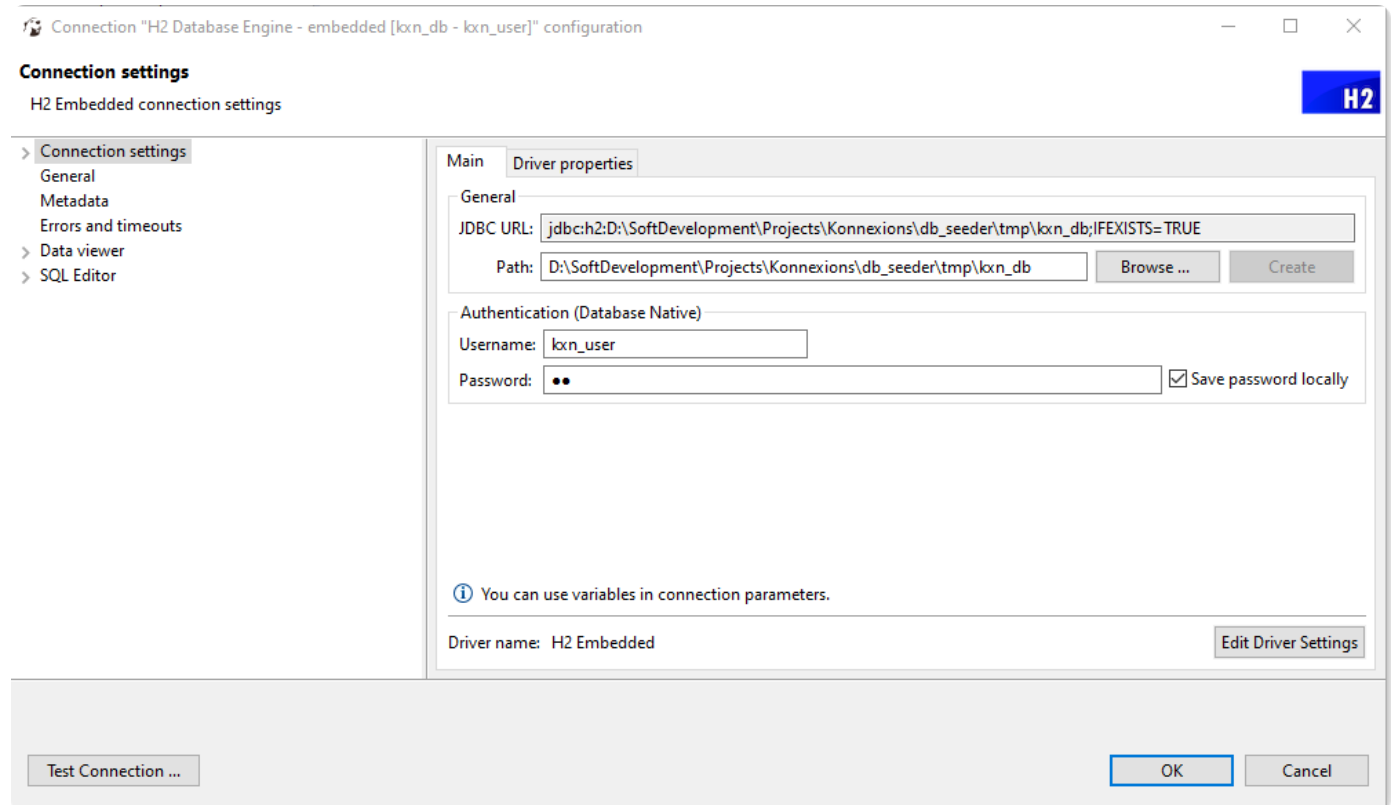 Connection "H2 Database Engine - embedded [kxn_db - kxn_user]" configuration
Connection settings
H2 Embedded connection settings
H2
Connection settings
General
Metadata
Errors and timeouts
Data viewer
SQL Editor
Main Driver properties
General
JDBC URL: jdbc:h2:D:\SoftDevelopment\Projects\Konnexions\db_seeder\tmp\kxn_db;IFEXISTS=TRUE
Path: D:\SoftDevelopment\Projects\Konnexions\db_seeder\tmp\kxn_db Browse ... Create
Authentication (Database Native)
Username: kxn_user
Password: ●● Save password locally
You can use variables in connection parameters.
Driver name: H2 Embedded Edit Driver Settings
Test Connection ... OK Cancel